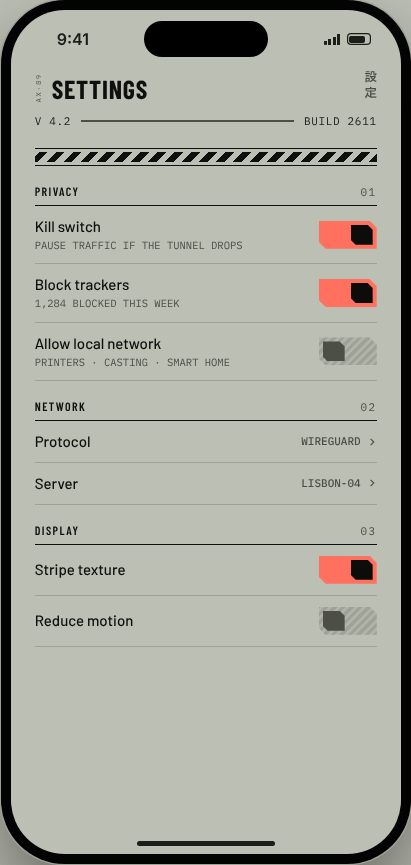 9:41
AX-09
SETTINGS
設定
V 4.2
BUILD 2611
PRIVACY
01
Kill switch
PAUSE TRAFFIC IF THE TUNNEL DROPS
Block trackers
1,284 BLOCKED THIS WEEK
Allow local network
PRINTERS · CASTING · SMART HOME
NETWORK
02
Protocol
WIREGUARD >
Server
LISBON-04 >
DISPLAY
03
Stripe texture
Reduce motion